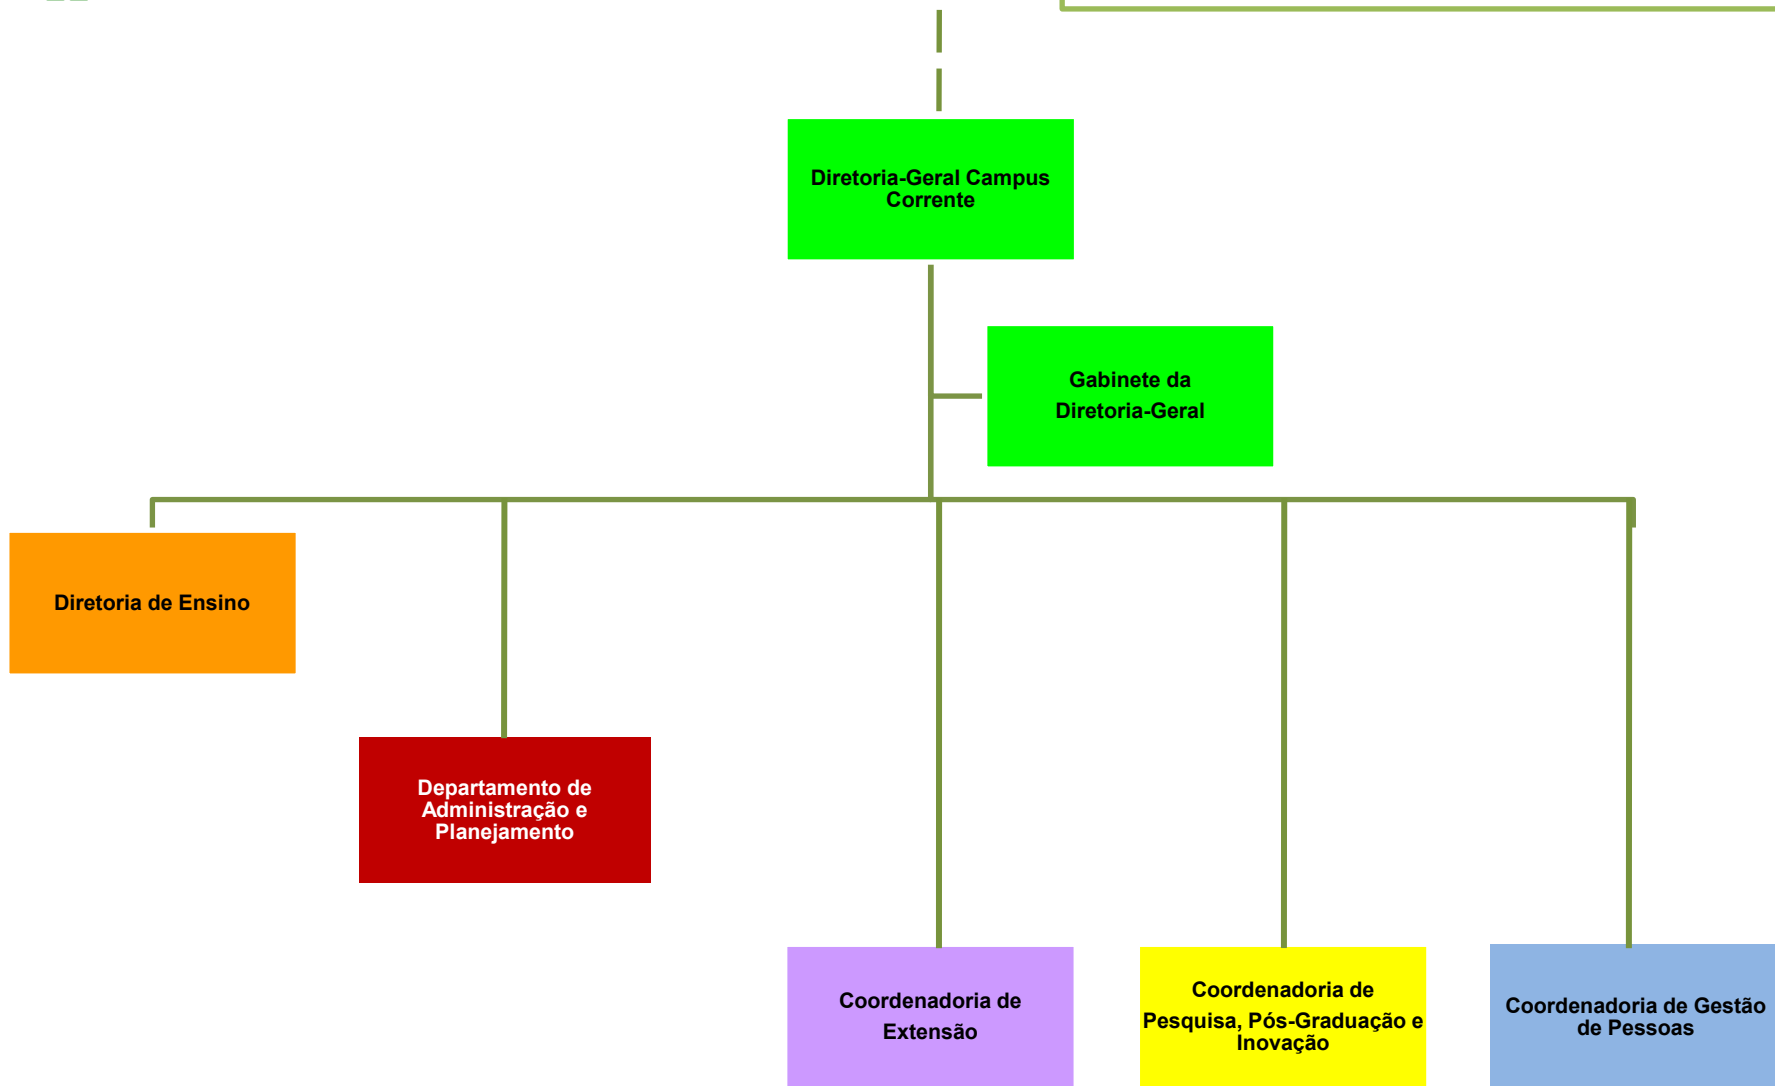 Diretoria-Geral Campus
Corrente
Gabinete da
Diretoria-Geral
Diretoria de Ensino
Departamento de
Administração e
Planejamento
Coordenadoria de
Extensão
Coordenadoria de
Pesquisa, Pós-Graduação e
Inovação
Coordenadoria de Gestão
de Pessoas